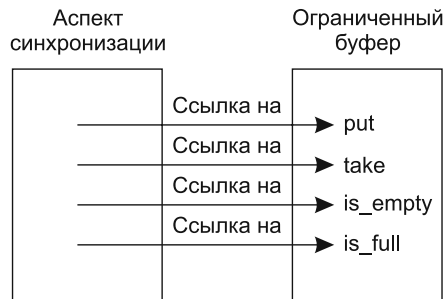 Аспект
синхронизации
Ограниченный
буфер
Ссылка на
put
Ссылка на
take
Ссылка на
is_empty
Ссылка на
is_full